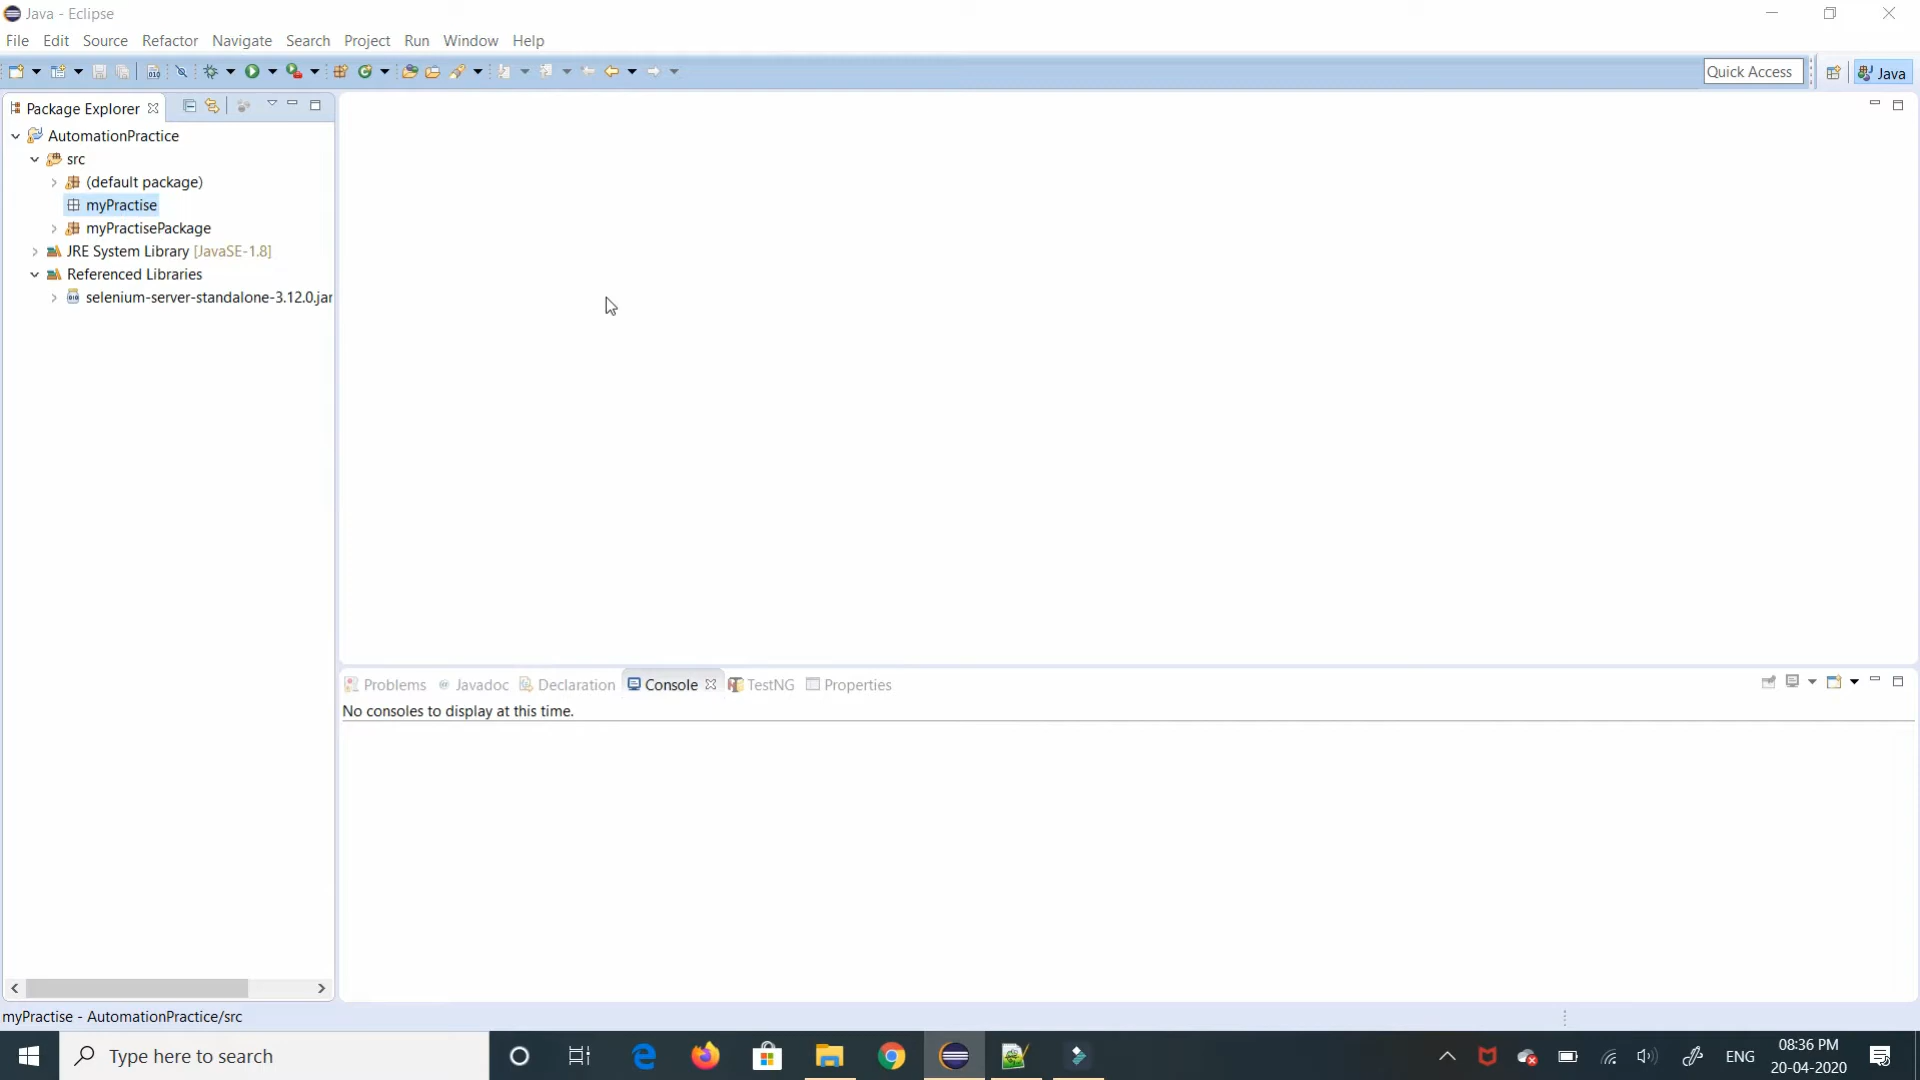 Java - Eclipse
File Edit Source Refactor Navigate Search Project Run Window Help
Quick Access
Java
Package Explorer
AutomationPractice
src
(default package)
myPractise
myPractisePackage
JRE System Library [JavaSE-1.8]
Referenced Libraries
selenium-server-standalone-3.12.0.jar
Problems Javadoc Declaration Console TestNG Properties
No consoles to display at this time.
myPractise - AutomationPractice/src
Type here to search
ENG
08:36 PM
20-04-2020